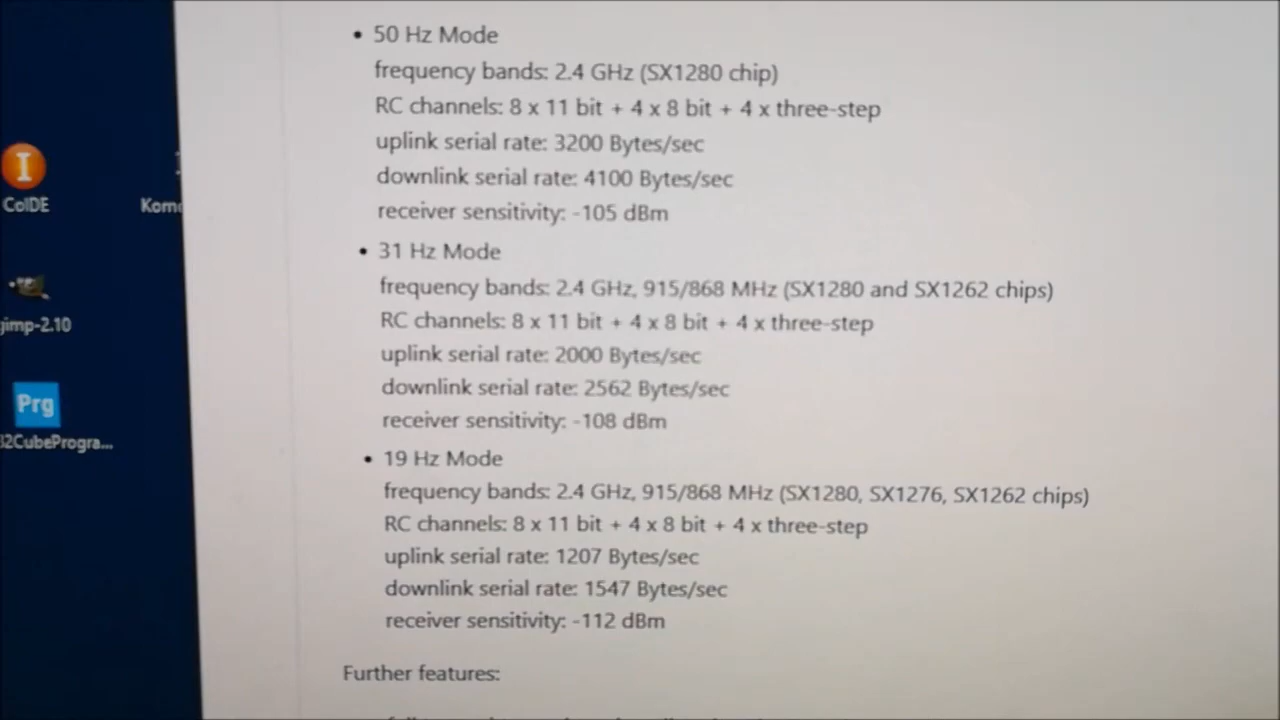 • 50 Hz Mode
frequency bands: 2.4 GHz (SX1280 chip)
RC channels: 8 x 11 bit + 4 x 8 bit + 4 x three-step
uplink serial rate: 3200 Bytes/sec
downlink serial rate: 4100 Bytes/sec
receiver sensitivity: -105 dBm
• 31 Hz Mode
frequency bands: 2.4 GHz, 915/868 MHz (SX1280 and SX1262 chips)
RC channels: 8 x 11 bit + 4 x 8 bit + 4 x three-step
uplink serial rate: 2000 Bytes/sec
downlink serial rate: 2562 Bytes/sec
receiver sensitivity: -108 dBm
• 19 Hz Mode
frequency bands: 2.4 GHz, 915/868 MHz (SX1280, SX1276, SX1262 chips)
RC channels: 8 x 11 bit + 4 x 8 bit + 4 x three-step
uplink serial rate: 1207 Bytes/sec
downlink serial rate: 1547 Bytes/sec
receiver sensitivity: -112 dBm
Further features:
I
CoIDE
Kom
gimp-2.10
Prg
32CubeProgra...